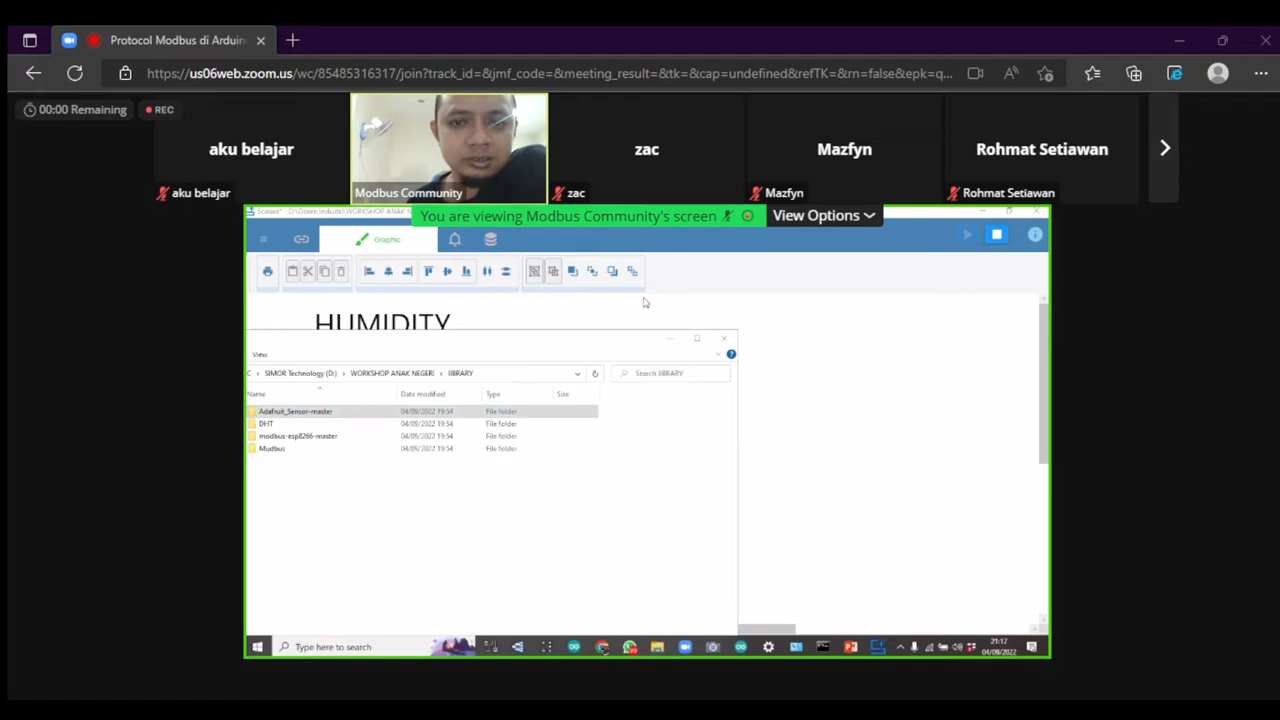 Protocol Modbus di Arduin
https://us06web.zoom.us/wc/85485316317/join?track_id=&jmf_code=&meeting_result=&tk=&cap=undefined&refTK=&rn=false&epk=q...
00:00 Remaining
REC
aku belajar
zac
Mazfyn
Rohmat Setiawan
aku belajar
Modbus Community
zac
Mazfyn
Rohmat Setiawan
You are viewing Modbus Community's screen
View Options
Graphic
HUMIDITY
View
SIMOR Technology (D:) > WORKSHOP ANAK NEGERI > lIBRARY
Search lIBRARY
Name Date modified Type Size
Adafruit_Sensor-master 04/09/2022 19:54 File folder
DHT 04/09/2022 19:54 File folder
modbus-esp8266-master 04/09/2022 19:54 File folder
Mudbus 04/09/2022 19:54 File folder
Type here to search
21:17
04/09/2022